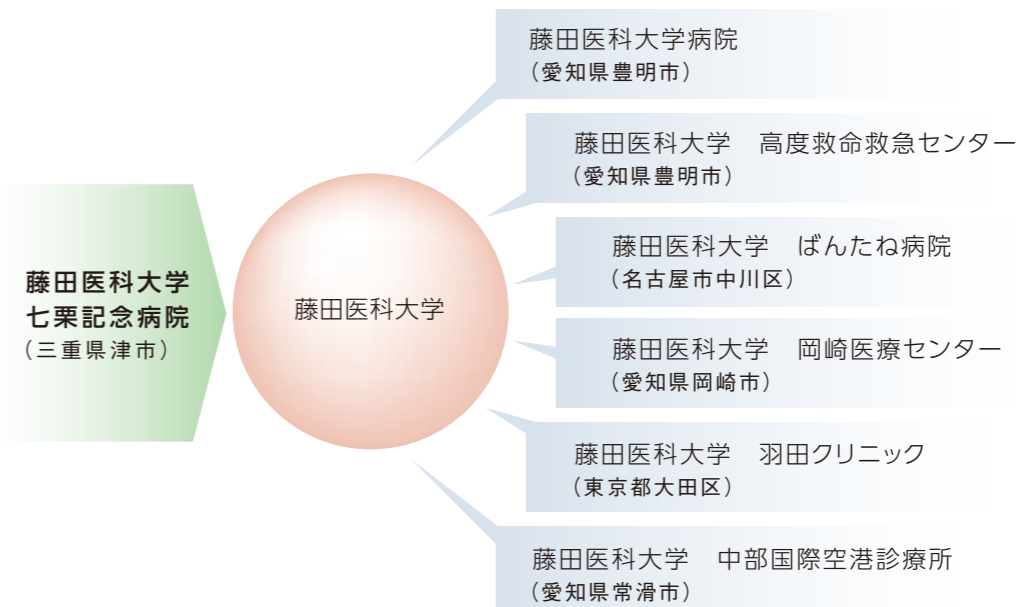 藤田医科大学
七栗記念病院
（三重県津市）
藤田医科大学
藤田医科大学病院
（愛知県豊明市）
藤田医科大学　高度救命救急センター
（愛知県豊明市）
藤田医科大学　ばんたね病院
（名古屋市中川区）
藤田医科大学　岡崎医療センター
（愛知県岡崎市）
藤田医科大学　羽田クリニック
（東京都大田区）
藤田医科大学　中部国際空港診療所
（愛知県常滑市）